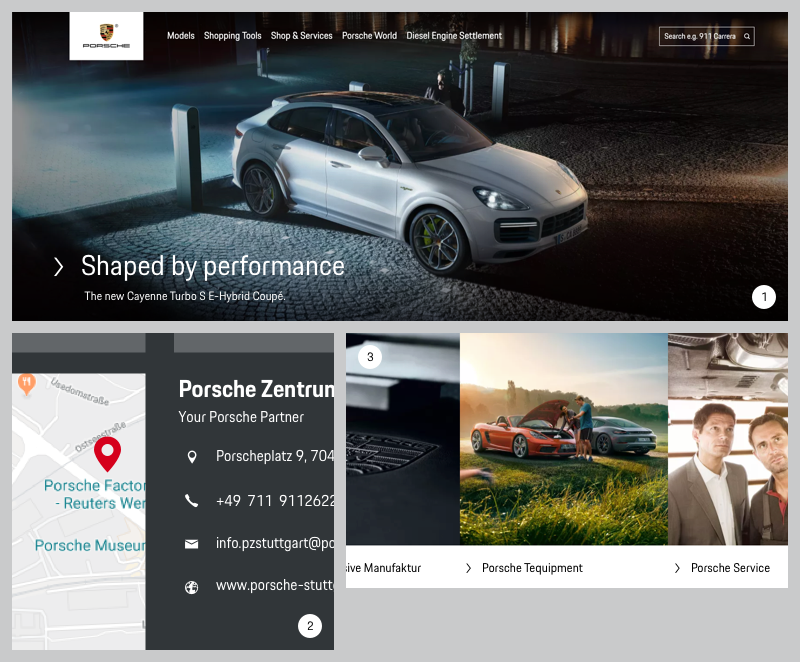 PORSCHE
Models Shopping Tools Shop & Services Porsche World Diesel Engine Settlement
Search e.g. 911 Carrera
Shaped by performance
The new Cayenne Turbo S E-Hybrid Coupé.
1
Usedomstraße
Ostseestraße
Porsche Factor
- Reuters Wer
Porsche Museum
Porsche Zentrum
Your Porsche Partner
Porscheplatz 9, 704
+49 711 9112622
info.pzstuttgart@po
www.porsche-stutt
2
3
sive Manufaktur
Porsche Tequipment
Porsche Service